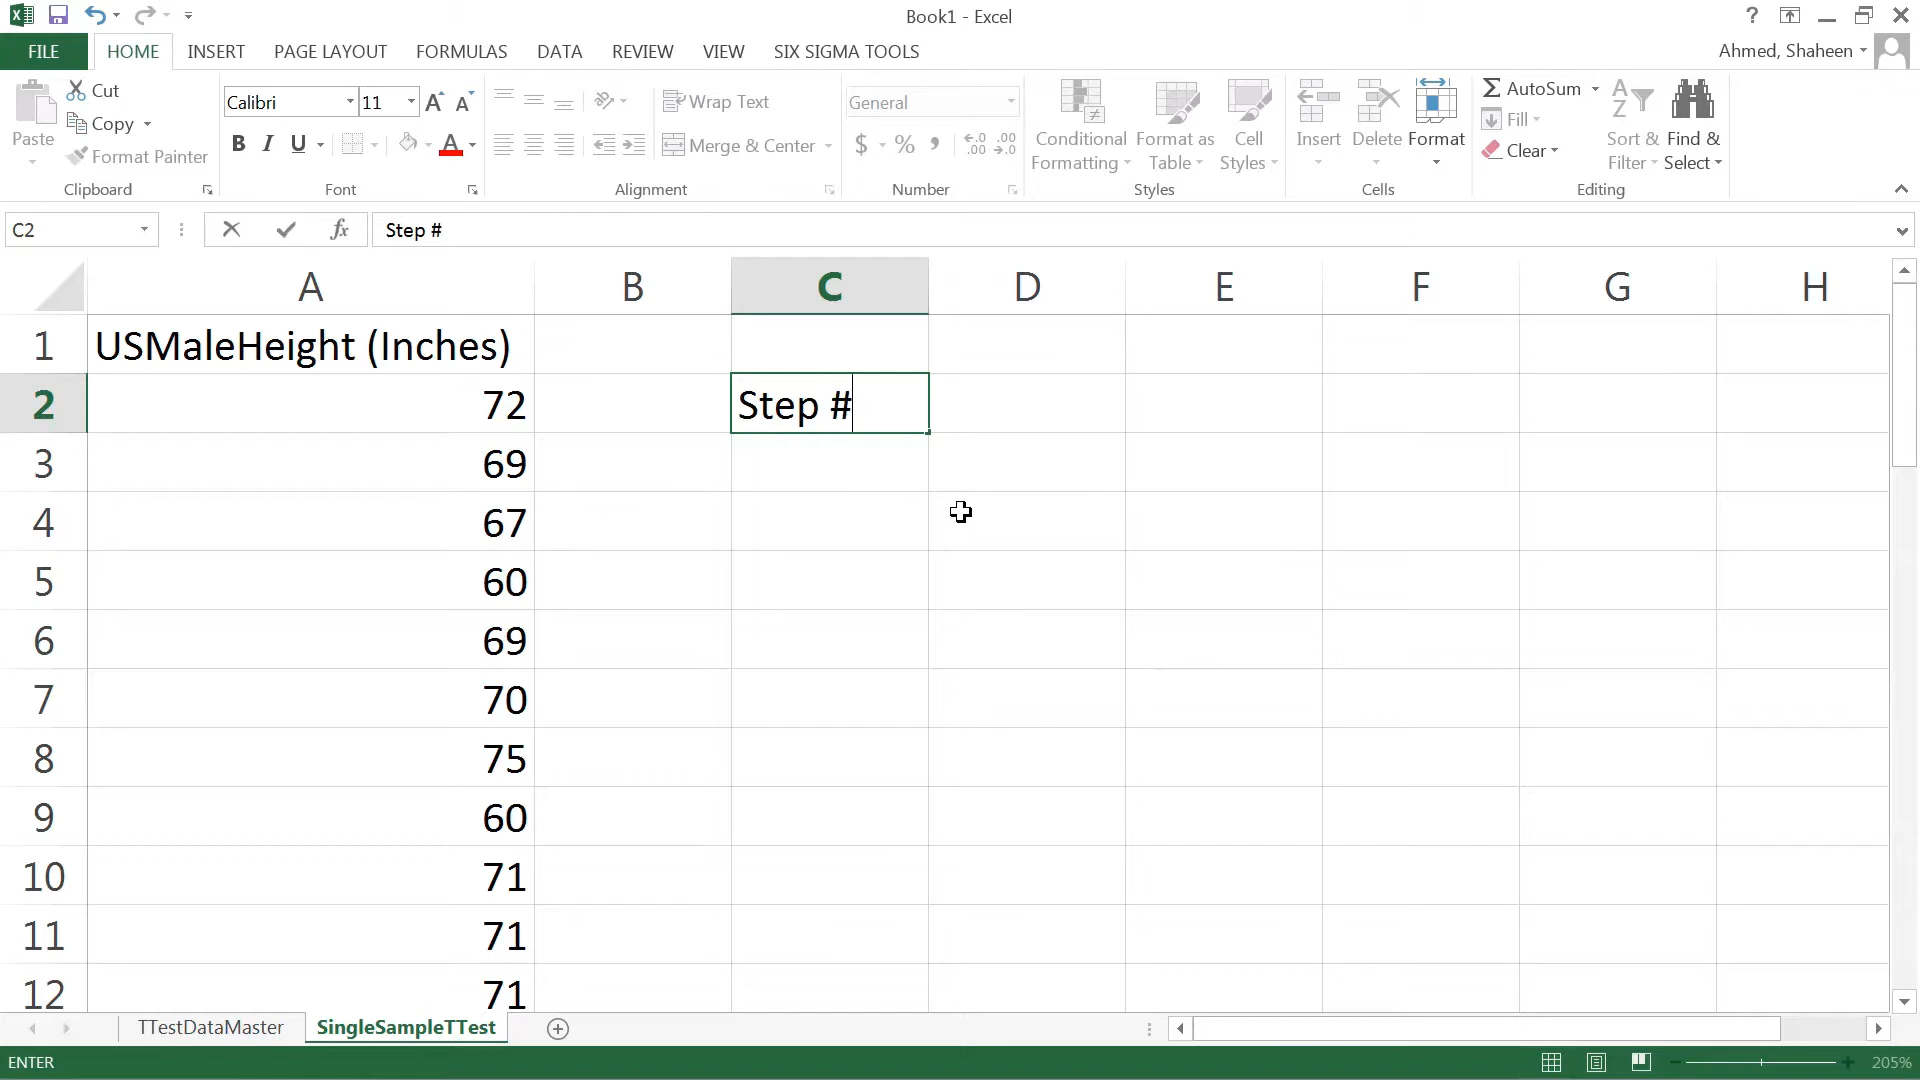 Book1 - Excel
?
FILE HOME INSERT PAGE LAYOUT FORMULAS DATA REVIEW VIEW SIX SIGMA TOOLS
Ahmed, Shaheen
Paste
Cut
Copy
Format Painter
Clipboard
Calibri 11 A A
B I U A
Font
Wrap Text
Merge & Center
Alignment
General
$ % , .00 .00
Number
Conditional Formatting
Format as Table
Cell Styles
Styles
Insert Delete Format
Cells
AutoSum
Fill
Clear
Sort & Filter
Find & Select
Editing
C2 fx Step #
A B C D E F G H
1 USMaleHeight (Inches)
2 72 Step #
3 69
4 67
5 60
6 69
7 70
8 75
9 60
10 71
11 71
12 71
TTestDataMaster SingleSampleTTest
ENTER 205%